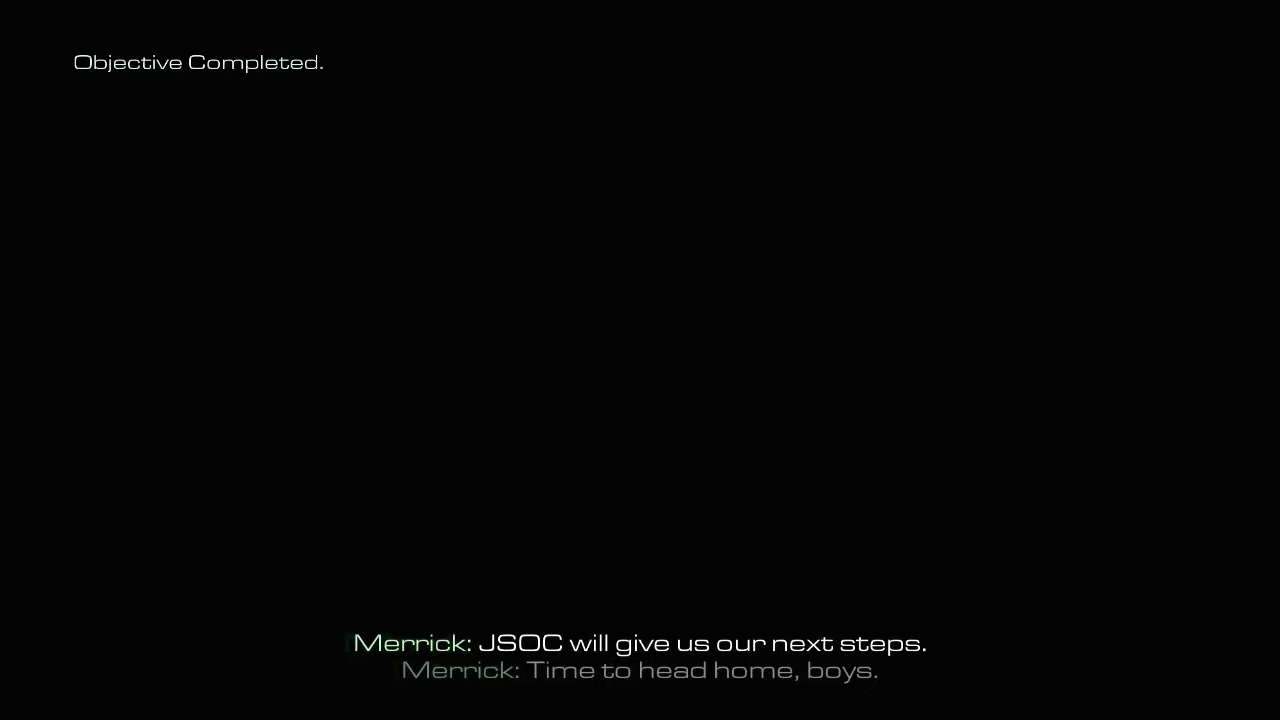 Objective Completed.
Merrick: JSOC will give us our next steps.
Merrick: Time to head home, boys.